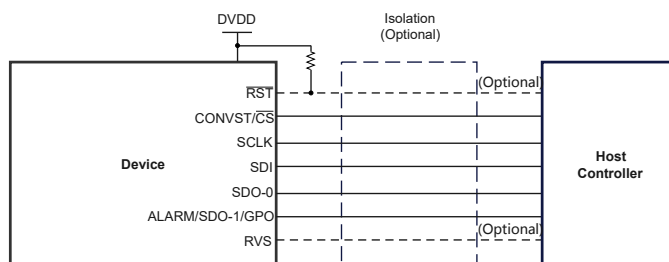 DVDD
Isolation
(Optional)
(Optional)
RST
CONVST/CS
SCLK
SDI
SDO-0
ALARM/SDO-1/GPO
RVS
(Optional)
Device
Host
Controller